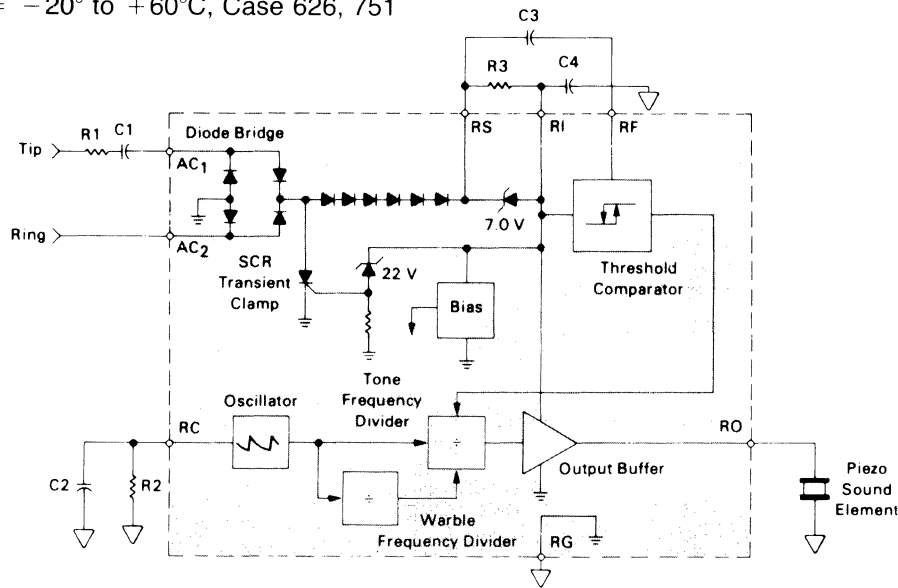 = −20° to +60°C, Case 626, 751
C3
R3
C4
RS
RI
RF
R1
C1
Diode Bridge
Tip
AC1
Ring
AC2
7.0 V
SCR
Transient
Clamp
22 V
Bias
Threshold
Comparator
Tone
Frequency
Divider
Oscillator
RC
÷
RO
Output Buffer
C2
R2
÷
Warble
Frequency Divider
RG
Piezo
Sound
Element